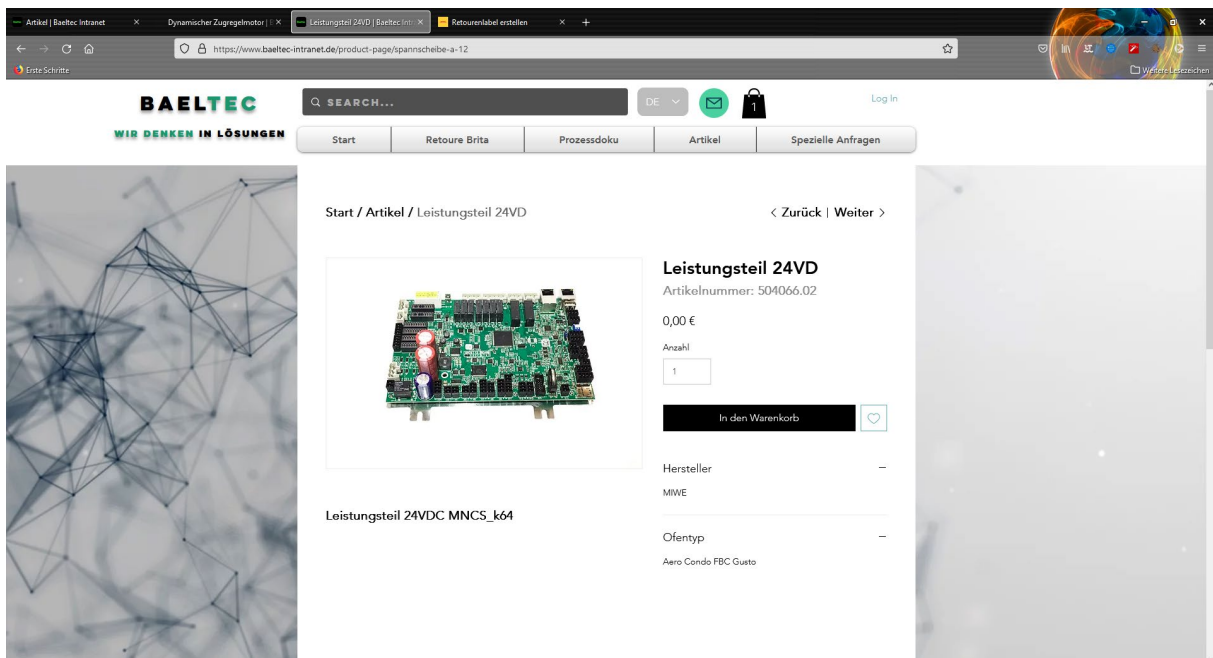 Artikel | Baeltec Intranet
Dynamischer Zugregelmotor |
Leistungsteil 24VD | Baeltec
Retourenlabel erstellen
https://www.baeltec-intranet.de/product-page/spannscheibe-a-12
Erste Schritte
Weitere Lesezeichen
BAELTEC
WIR DENKEN IN LÖSUNGEN
SEARCH...
DE
1
Log In
Start
Retoure Brita
Prozessdoku
Artikel
Spezielle Anfragen
Start / Artikel / Leistungsteil 24VD
< Zurück | Weiter >
Leistungsteil 24VD
Artikelnummer: 504066.02
0,00 €
Anzahl
1
In den Warenkorb
Hersteller
MIWE
Leistungsteil 24VDC MNCS_k64
Ofentyp
Aero Condo FBC Gusto